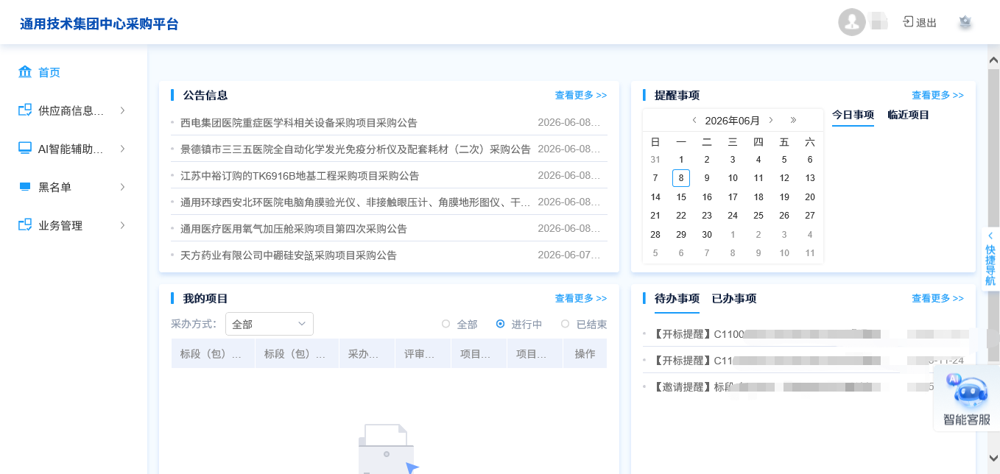 通用技术集团中心采购平台
退出
首页
供应商信息...
AI智能辅助...
黑名单
业务管理
公告信息
查看更多 >>
西电集团医院重症医学科相关设备采购项目采购公告 2026-06-08...
景德镇市三三五医院全自动化学发光免疫分析仪及配套耗材（二次）采购公告 2026-06-08...
江苏中裕订购的TK6916B地基工程采购项目采购公告 2026-06-08...
通用环球西安北环医院电脑角膜验光仪、非接触眼压计、角膜地形图仪、干... 2026-06-08...
通用医疗医用氧气加压舱采购项目第四次采购公告 2026-06-08...
天方药业有限公司中硼硅安瓿采购项目采购公告 2026-06-07...
提醒事项
查看更多 >>
2026年06月
日 一 二 三 四 五 六
31 1 2 3 4 5 6
7 8 9 10 11 12 13
14 15 16 17 18 19 20
21 22 23 24 25 26 27
28 29 30 1 2 3 4
5 6 7 8 9 10 11
今日事项 临近项目
我的项目
查看更多 >>
采办方式： 全部
全部 进行中 已结束
标段（包）... 标段（包）... 采办... 评审... 项目... 项目... 操作
待办事项 已办事项
查看更多 >>
【开标提醒】C1100
【开标提醒】C11 -11-24
【邀请提醒】标段
快捷导航
AI
智能客服